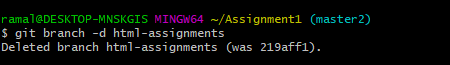 ramal@DESKTOP-MNSKGIS MINGW64 ~/Assignment1 (master2)
$ git branch -d html-assignments
Deleted branch html-assignments (was 219aff1).